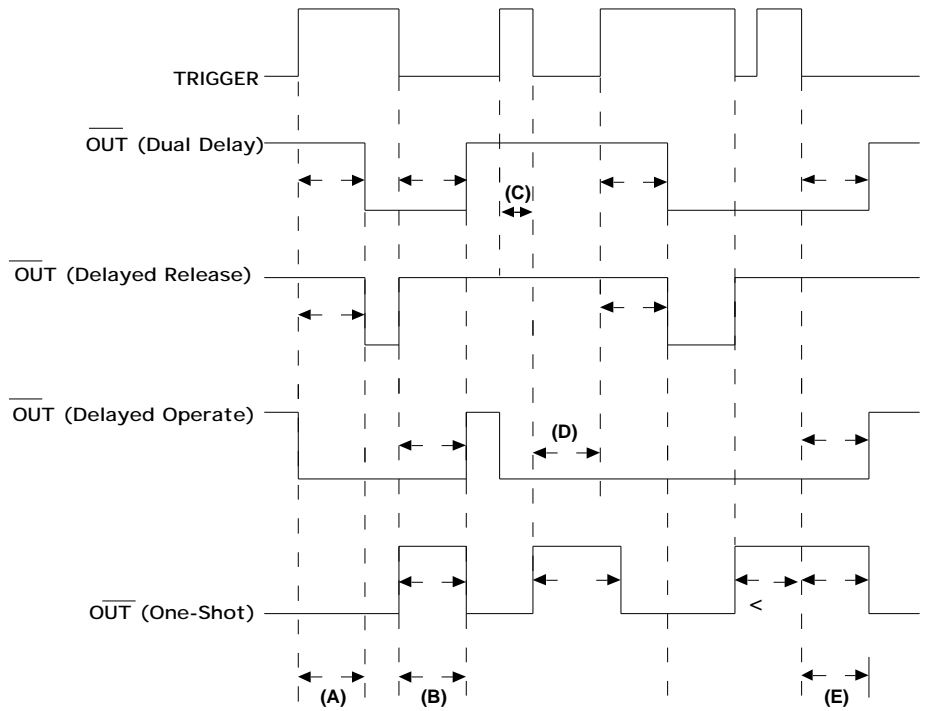 TRIGGER
OUT (Dual Delay)
(C)
OUT (Delayed Release)
OUT (Delayed Operate)
(D)
OUT (One-Shot)
<
(A)
(B)
(E)